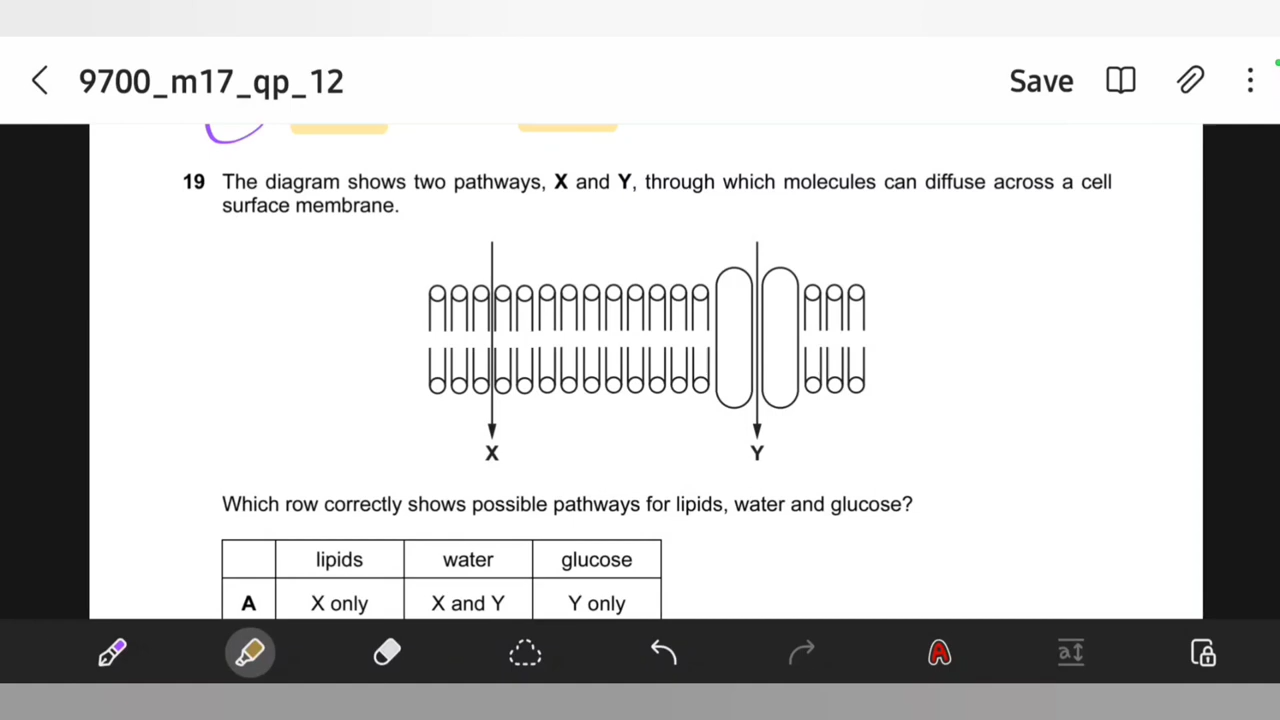 9700_m17_qp_12
Save
19 The diagram shows two pathways, X and Y, through which molecules can diffuse across a cell
surface membrane.
X
Y
Which row correctly shows possible pathways for lipids, water and glucose?
lipids water glucose
A X only X and Y Y only
A a